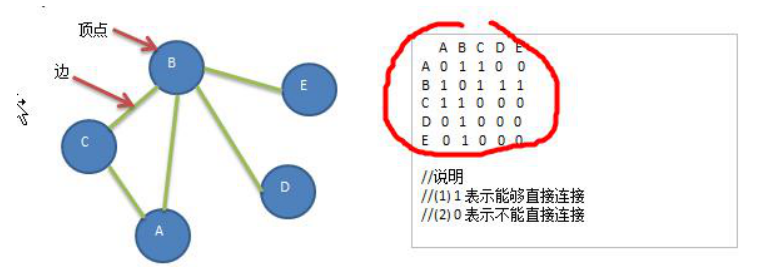 顶点
边
B
E
C
D
A
A B C D E
A 0 1 1 0 0
B 1 0 1 1 1
C 1 1 0 0 0
D 0 1 0 0 0
E 0 1 0 0 0
//说明
//(1) 1 表示能够直接连接
//(2) 0 表示不能直接连接